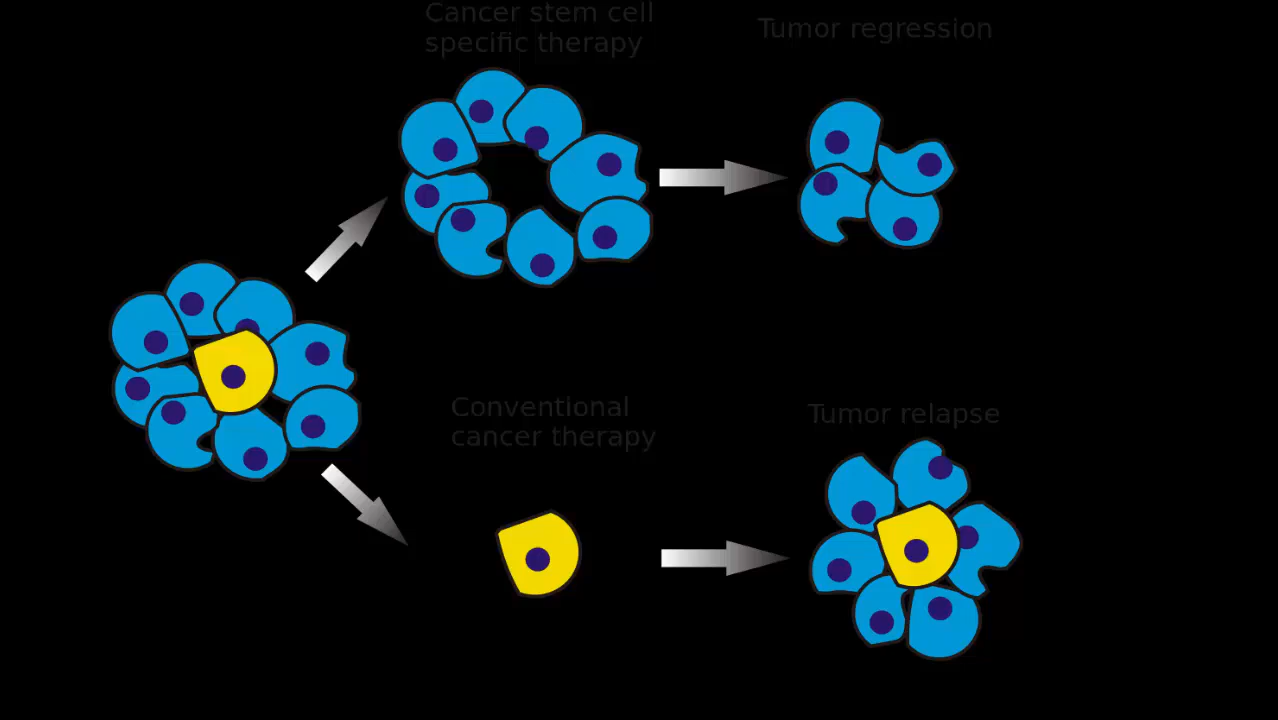 Cancer stem cell
specific therapy
Tumor regression
Conventional
cancer therapy
Tumor relapse